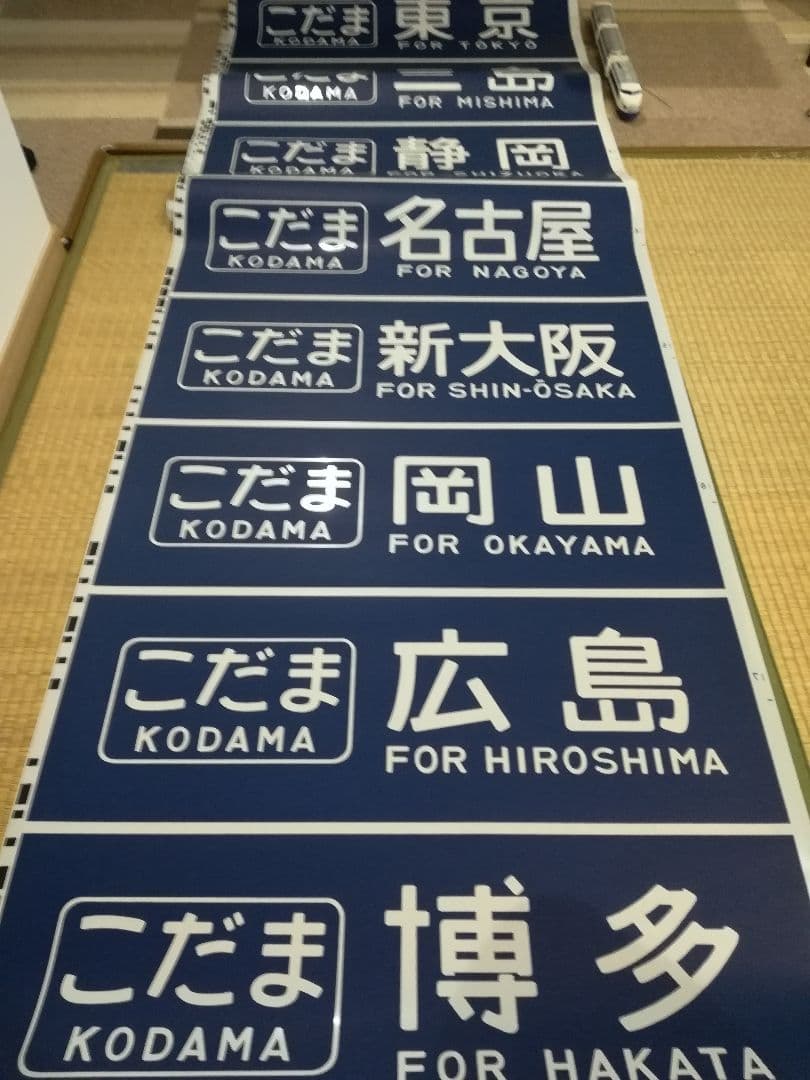 こだま 東京
KODAMA FOR TŌKYŌ
こだま 三島
KODAMA FOR MISHIMA
こだま 静岡
KODAMA FOR SHIZUOKA
こだま 名古屋
KODAMA FOR NAGOYA
こだま 新大阪
KODAMA FOR SHIN-ŌSAKA
こだま 岡山
KODAMA FOR OKAYAMA
こだま 広島
KODAMA FOR HIROSHIMA
こだま 博多
KODAMA FOR HAKATA